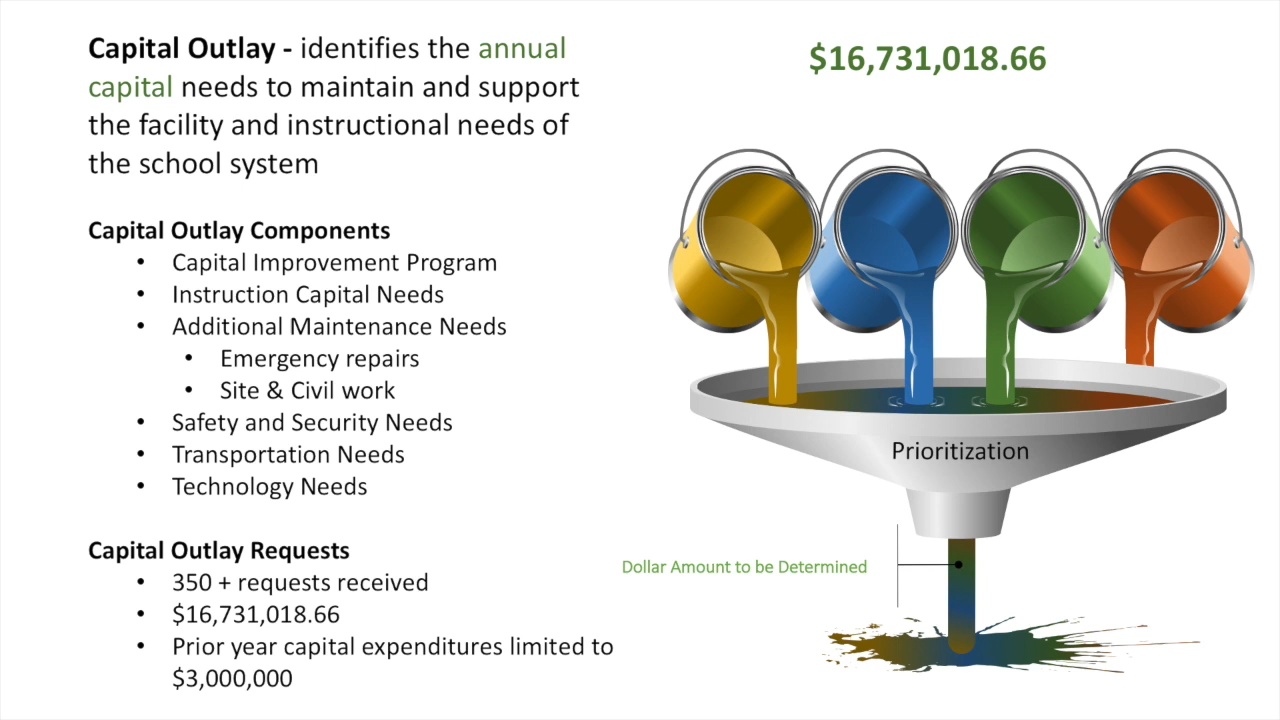 Capital Outlay - identifies the annual
capital needs to maintain and support
the facility and instructional needs of
the school system
Capital Outlay Components
• Capital Improvement Program
• Instruction Capital Needs
• Additional Maintenance Needs
• Emergency repairs
• Site & Civil work
• Safety and Security Needs
• Transportation Needs
• Technology Needs
Capital Outlay Requests
• 350 + requests received
• $16,731,018.66
• Prior year capital expenditures limited to
$3,000,000
$16,731,018.66
Prioritization
Dollar Amount to be Determined